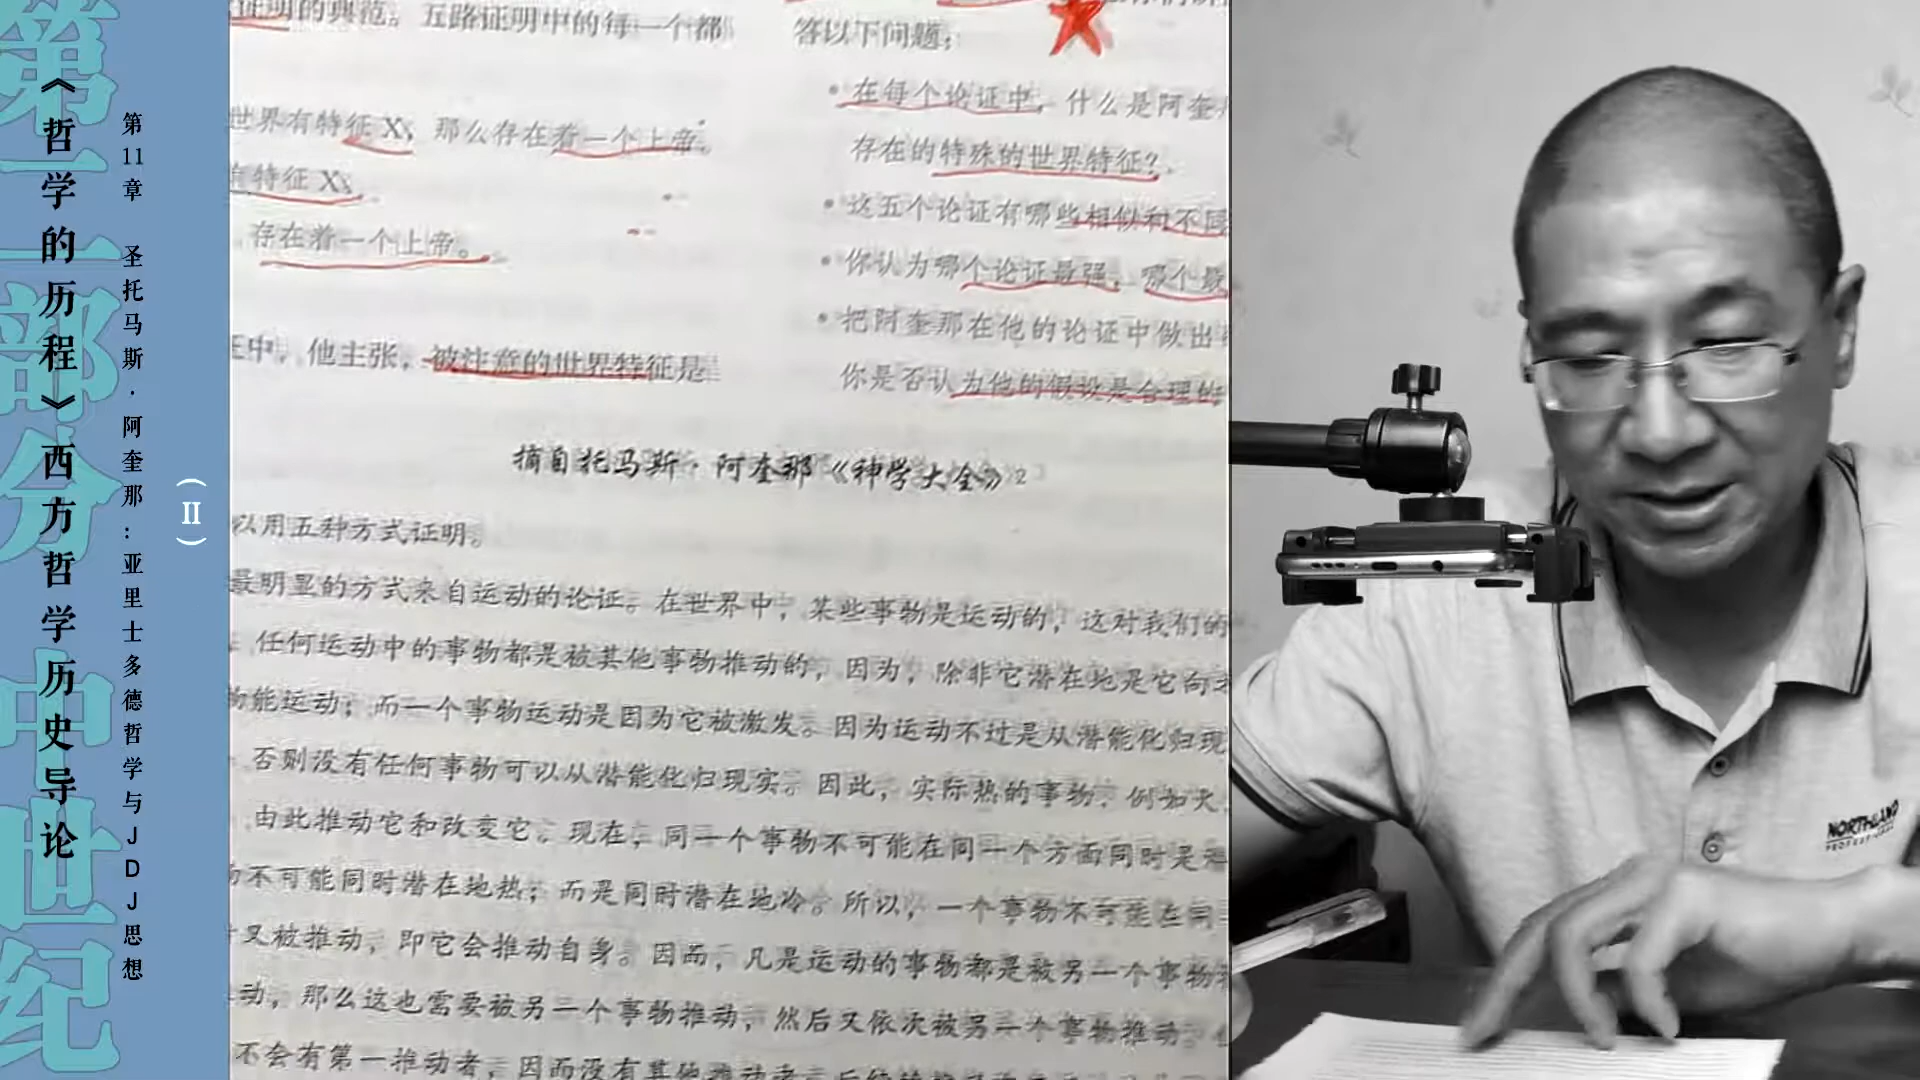 第二部分 中世纪
《哲学的历程》西方哲学历史导论
第11章 圣托马斯·阿奎那:亚里士多德哲学与JDJ思想
(II)
证明的典范。五路证明中的每一个都
世界有特征 X,那么存在着一个上帝。
有特征 X。
存在着一个上帝。
证中,他主张,被注意的世界特征是
答以下问题:
•在每个论证中,什么是阿奎
存在的特殊的世界特征?
•这五个论证有哪些相似和不同
•你认为哪个论证最强,哪个最
•把阿奎那在他的论证中做出
你是否认为他的假设是合理的
摘自托马斯·阿奎那《神学大全》2
以用五种方式证明。
最明显的方式来自运动的论证。在世界中,某些事物是运动的,这对我们的
任何运动中的事物都是被其他事物推动的,因为,除非它潜在地是它向
物能运动;而一个事物运动是因为它被激发。因为运动不过是从潜能化归现
否则没有任何事物可以从潜能化归现实。因此,实际热的事物,例如火
由此推动它和改变它。现在,同一个事物不可能在同一个方面同时是
不可能同时潜在地热;而是同时潜在地冷。所以,一个事物不可能在同
又被推动,即它会推动自身。因而,凡是运动的事物都是被另一个事物
动,那么这也需要被另一个事物推动,然后又依次被另一个事物推动。
不会有第一推动者,因而没有其他推动者
NORTHLAND
PROFESSIONAL